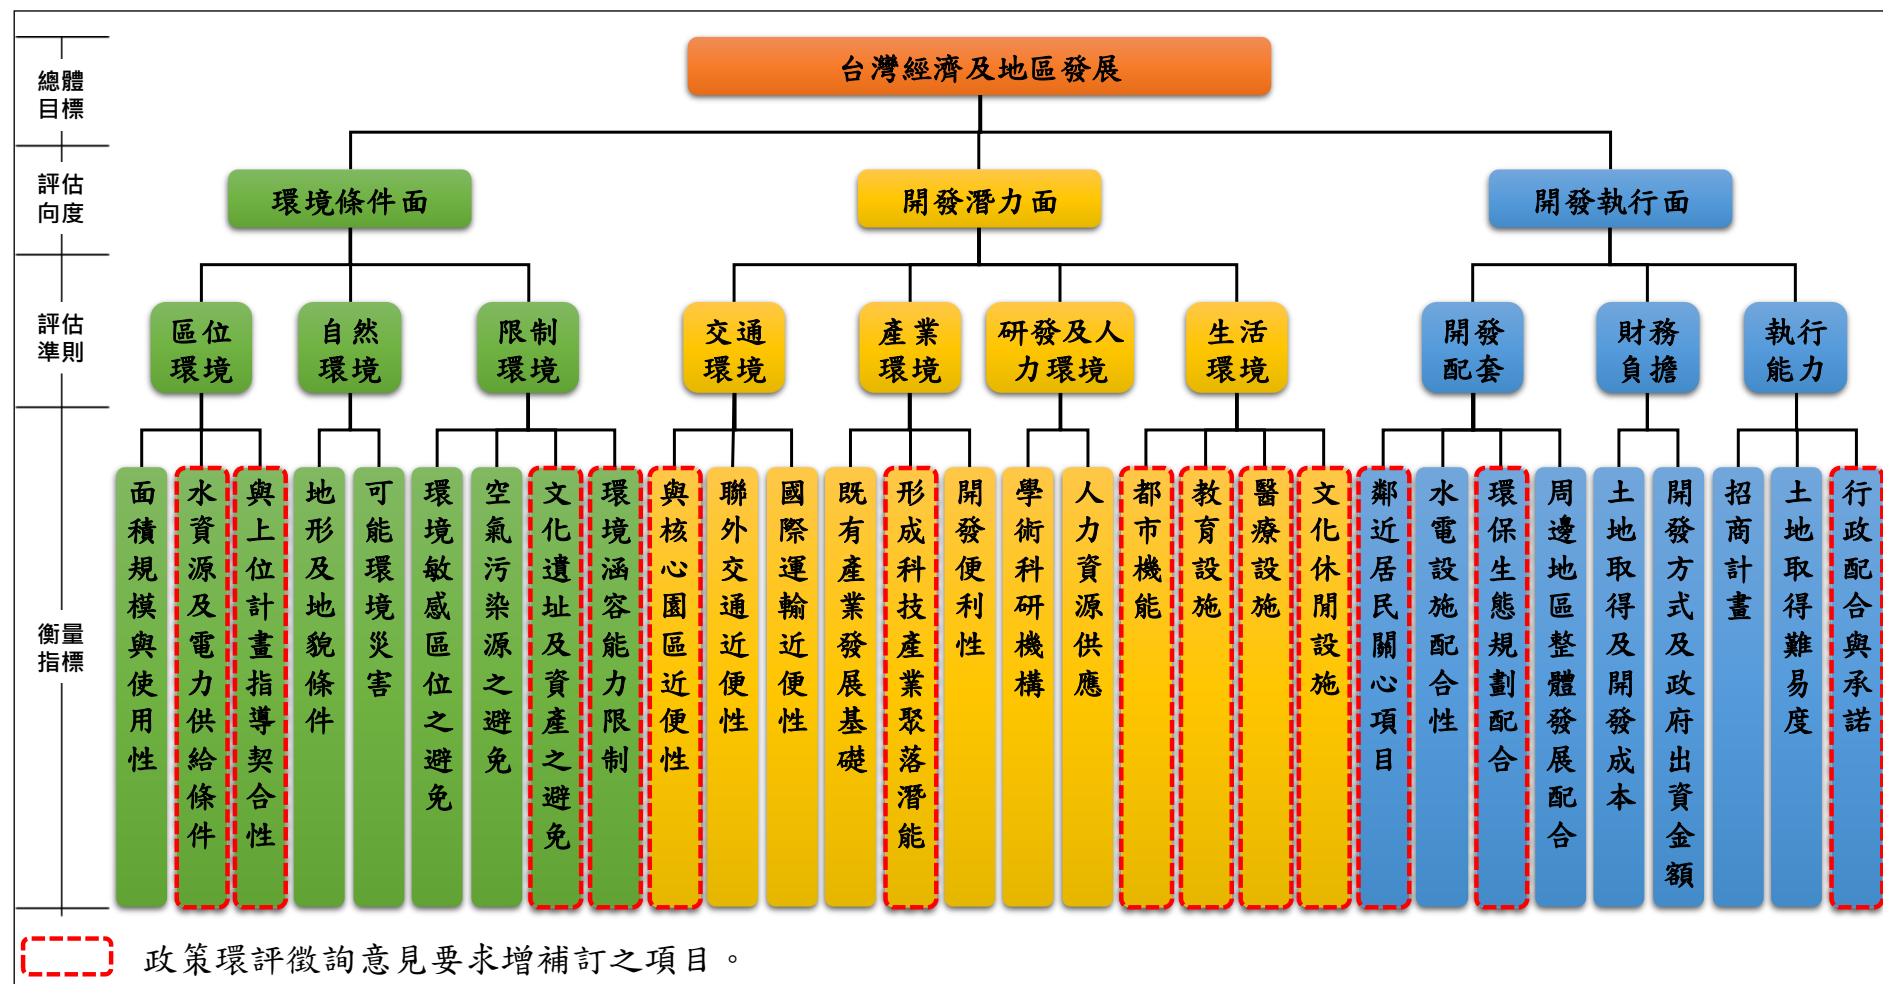 總體
目標
台灣經濟及地區發展
評估
向度
環境條件面
開發潛力面
開發執行面
評估
準則
區位
環境
自然
環境
限制
環境
交通
環境
產業
環境
研發及人
力環境
生活
環境
開發
配套
財務
負擔
執行
能力
衡量
指標
面積規模與使用性
水資源及電力供給條件
與上位計畫指導契合性
地形及地貌條件
可能環境災害
環境敏感區位之避免
空氣污染源之避免
文化遺址及資產之避免
環境涵容能力限制
與核心園區近便性
聯外交通近便性
國際運輸近便性
既有產業發展基礎
形成科技產業聚落潛能
開發便利性
學術科研機構
人力資源供應
都市機能
教育設施
醫療設施
文化休閒設施
鄰近居民關心項目
水電設施配合性
環保生態規劃配合
周邊地區整體發展配合
土地取得及開發成本
開發方式及政府出資金額
招商計畫
土地取得難易度
行政配合與承諾
政策環評徵詢意見要求增補訂之項目。